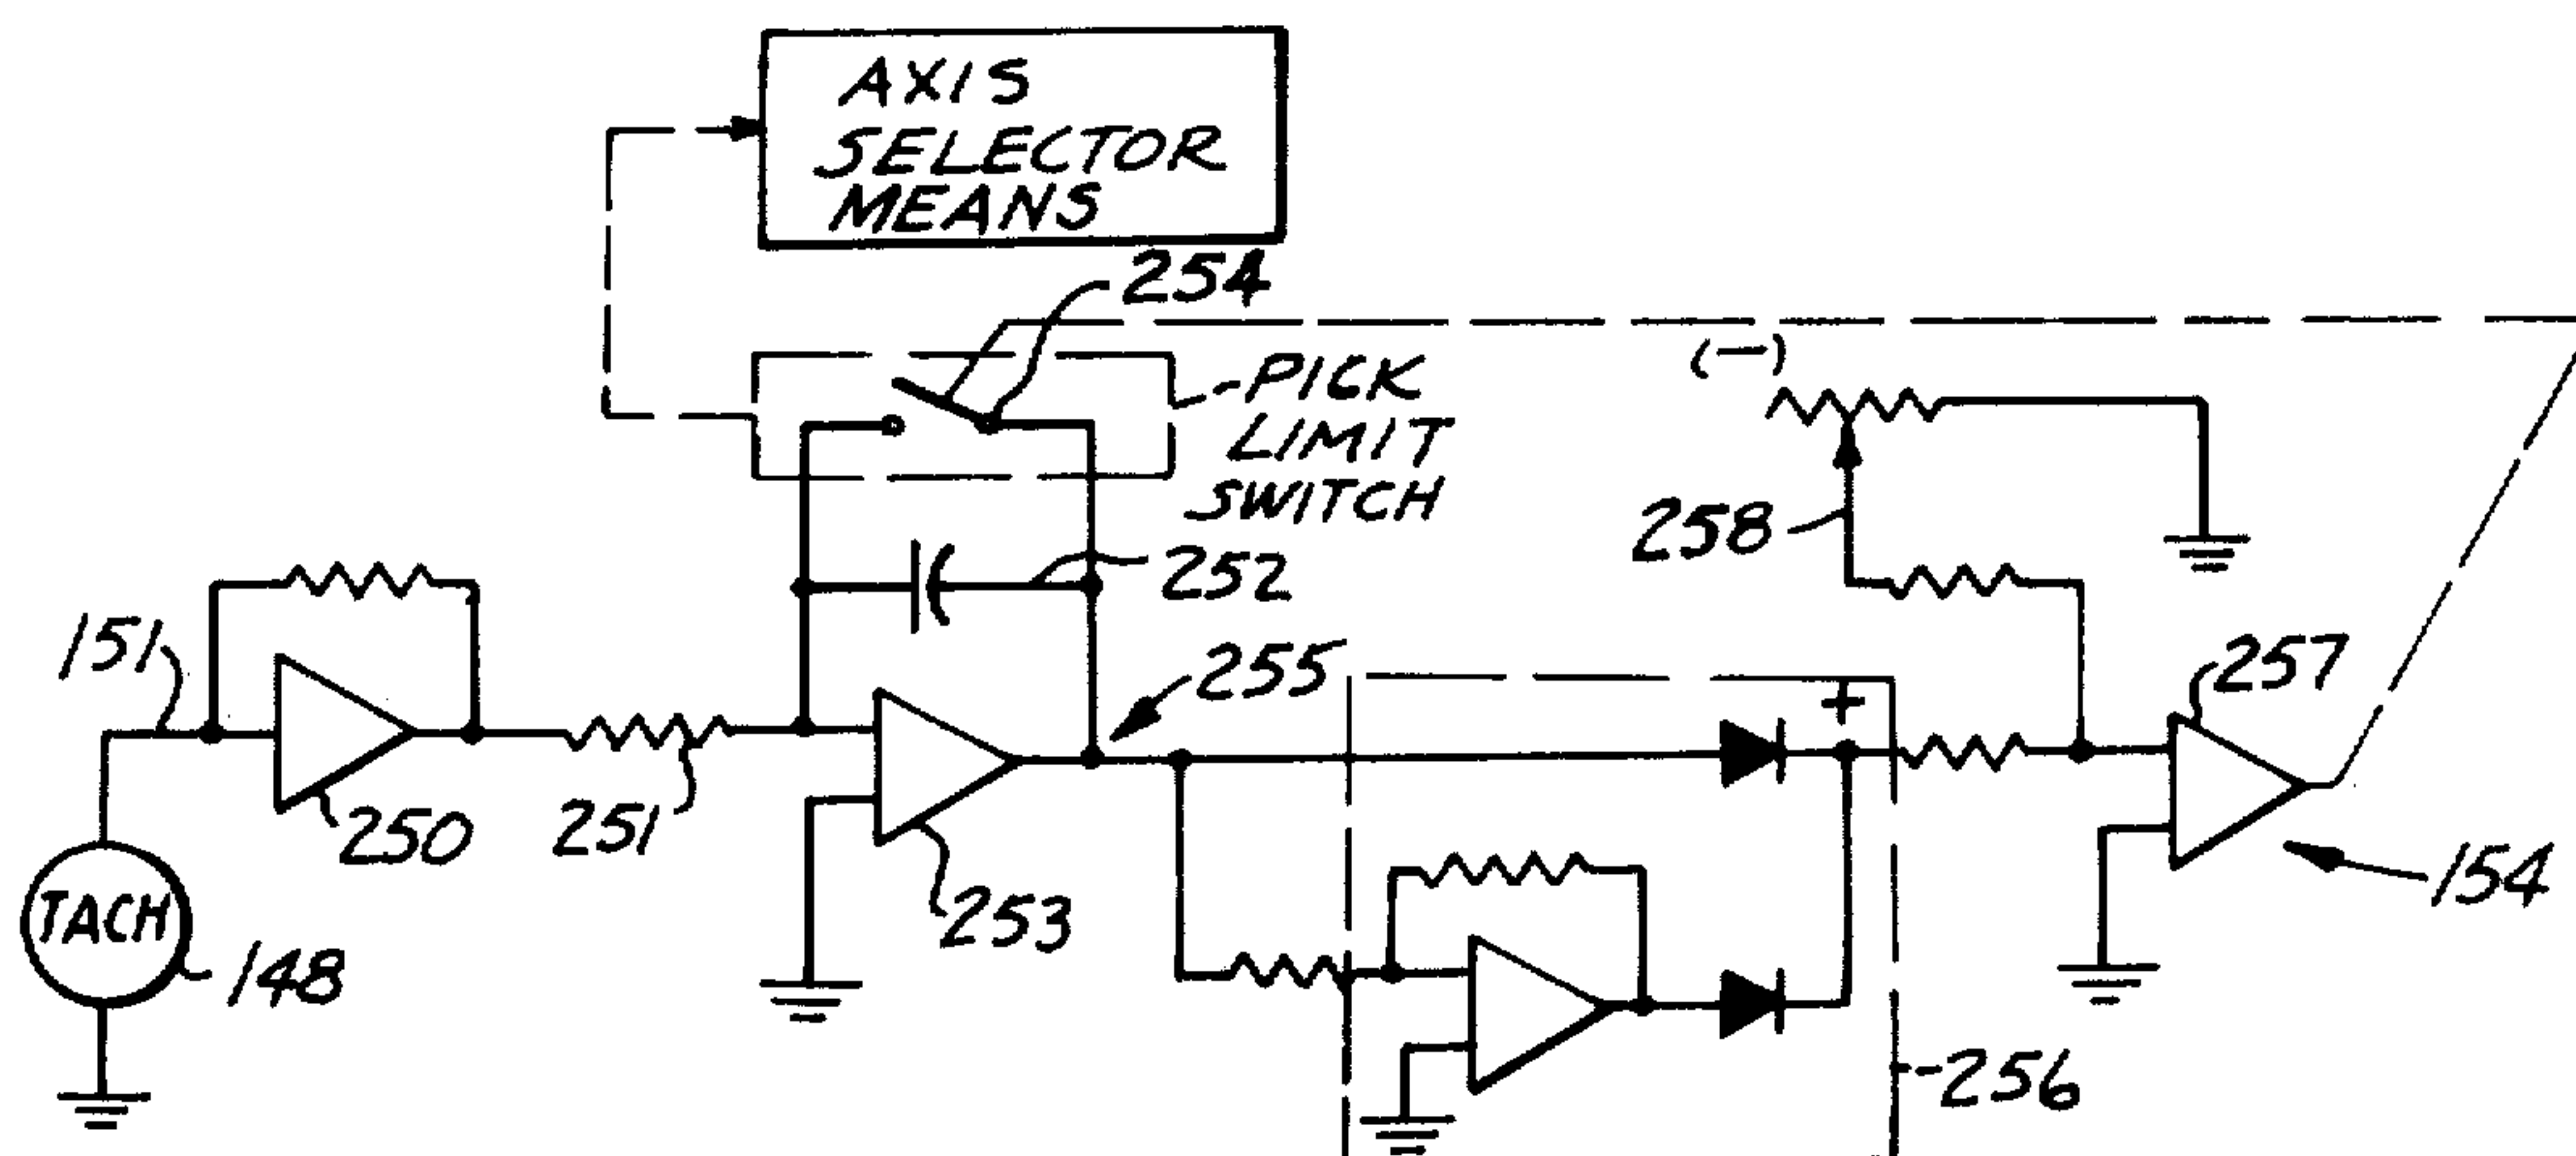 AXIS
SELECTOR
MEANS
254
(-)
PICK
LIMIT
SWITCH
258
252
151
255
257
250
251
253
154
TACH
148
+
256